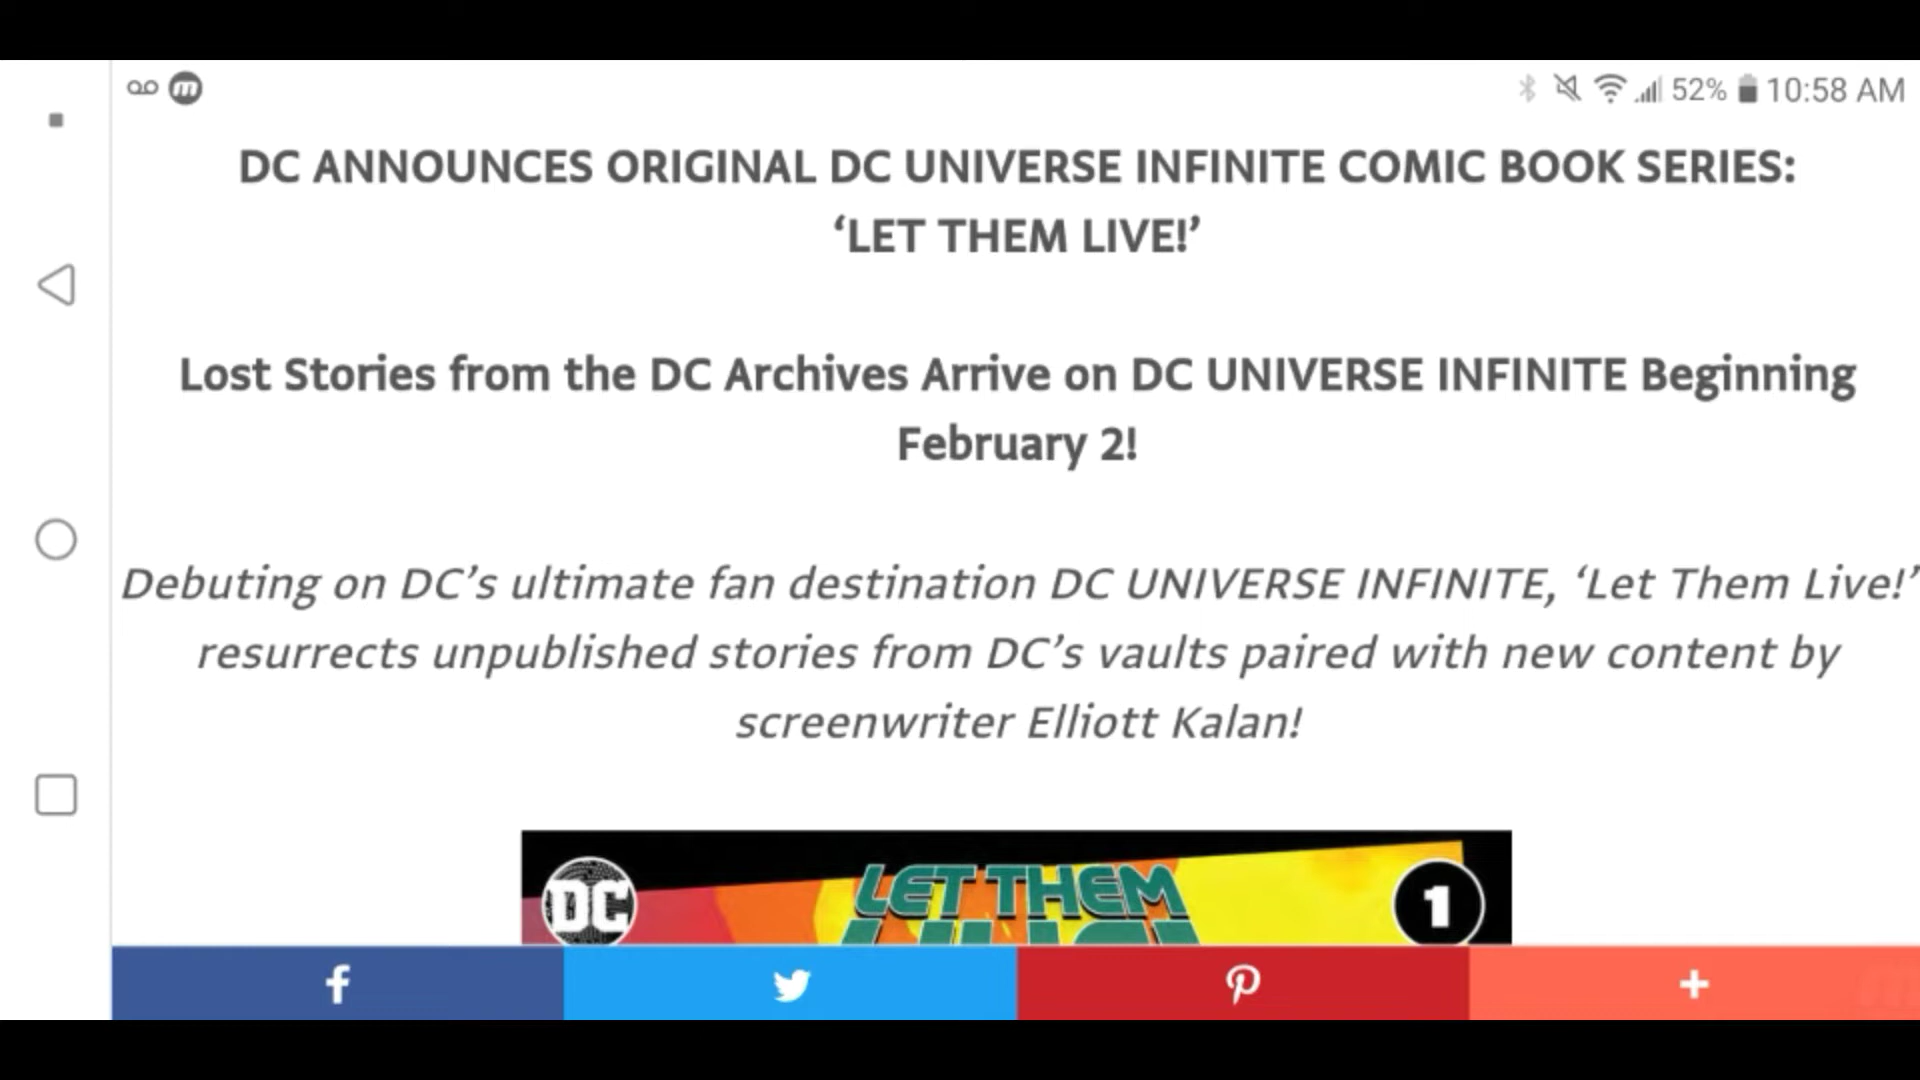 52% 10:58 AM
DC ANNOUNCES ORIGINAL DC UNIVERSE INFINITE COMIC BOOK SERIES:
‘LET THEM LIVE!’
Lost Stories from the DC Archives Arrive on DC UNIVERSE INFINITE Beginning
February 2!
Debuting on DC’s ultimate fan destination DC UNIVERSE INFINITE, ‘Let Them Live!’
resurrects unpublished stories from DC’s vaults paired with new content by
screenwriter Elliott Kalan!
DC
LET THEM
1